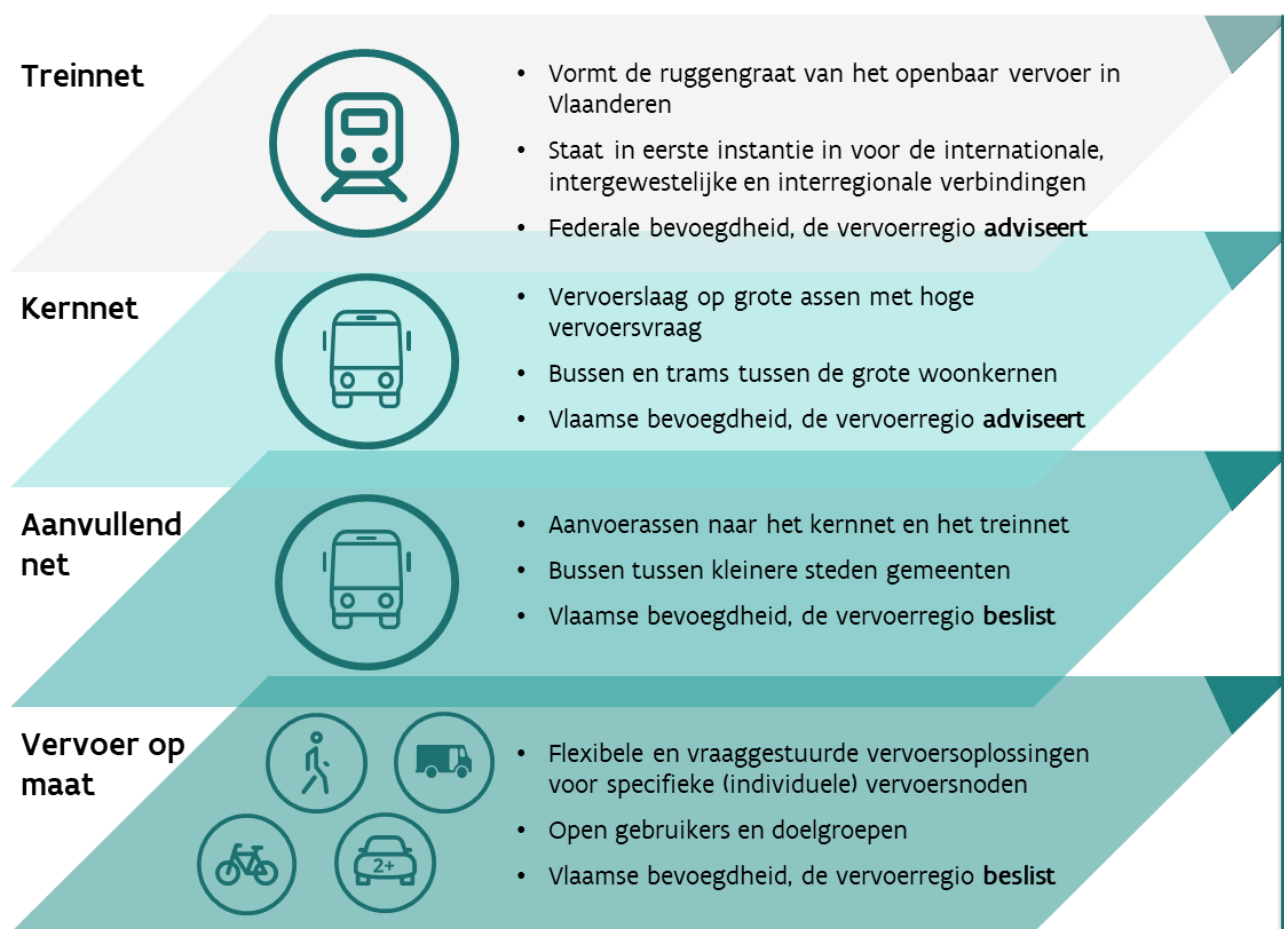 Treinnet
• Vormt de ruggengraat van het openbaar vervoer in
Vlaanderen
• Staat in eerste instantie in voor de internationale,
intergewestelijke en interregionale verbindingen
• Federale bevoegdheid, de vervoerregio adviseert
Kernnet
• Vervoerslaag op grote assen met hoge
vervoersvraag
• Bussen en trams tussen de grote woonkernen
• Vlaamse bevoegdheid, de vervoerregio adviseert
Aanvullend
net
• Aanvoerassen naar het kernnet en het treinnet
• Bussen tussen kleinere steden gemeenten
• Vlaamse bevoegdheid, de vervoerregio beslist
Vervoer op
maat
2+
• Flexibele en vraaggestuurde vervoersoplossingen
voor specifieke (individuele) vervoersnoden
• Open gebruikers en doelgroepen
• Vlaamse bevoegdheid, de vervoerregio beslist